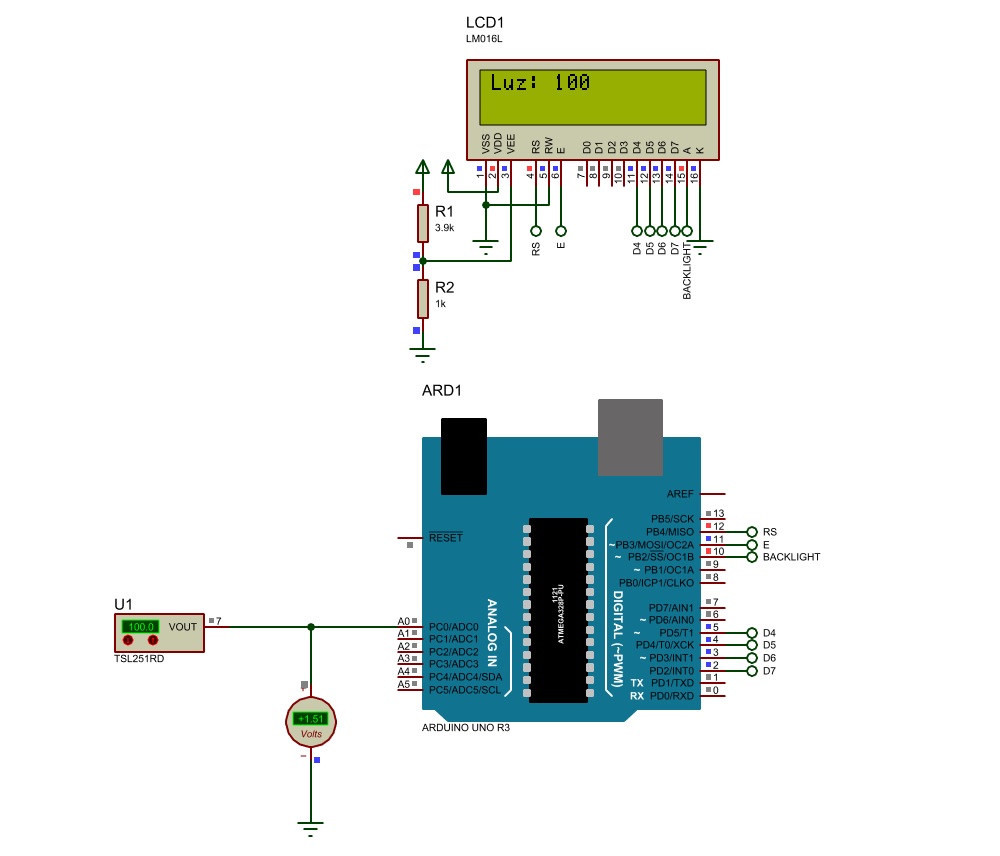 LCD1
LM016L
Luz: 100
VSS VDD VEE RS RW E D0 D1 D2 D3 D4 D5 D6 D7 A K
1 2 3 4 5 6 7 8 9 10 11 12 13 14 15 16
R1
3.9k
RS E D4 D5 D6 D7 BACKLIGHT
R2
1k
ARD1
AREF
RESET
PB5/SCK 13
PB4/MISO 12 RS
~PB3/MOSI/OC2A 11 E
~ PB2/SS/OC1B 10 BACKLIGHT
~ PB1/OC1A 9
PB0/ICP1/CLKO 8
1121
ATMEGA328P-PU
ANALOG IN
DIGITAL (~PWM)
PD7/AIN1 7
~ PD6/AIN0 6
~ PD5/T1 5 D4
PD4/T0/XCK 4 D5
~ PD3/INT1 3 D6
PD2/INT0 2 D7
TX PD1/TXD 1
RX PD0/RXD 0
A0 PC0/ADC0
A1 PC1/ADC1
A2 PC2/ADC2
A3 PC3/ADC3
A4 PC4/ADC4/SDA
A5 PC5/ADC5/SCL
ARDUINO UNO R3
U1
100.0 VOUT 7
TSL251RD
+1.51
Volts